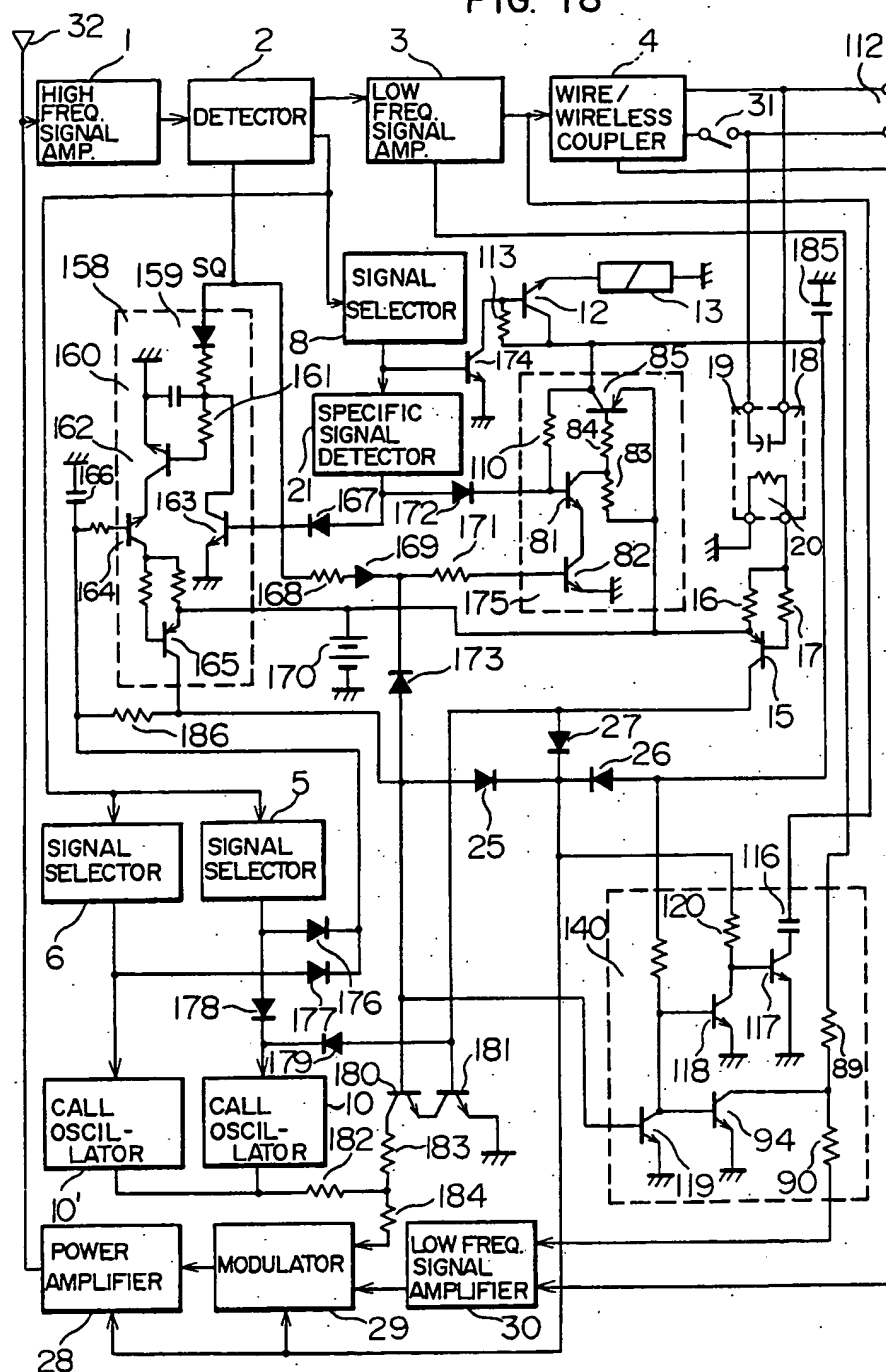 FIG. 18
32
1
2
3
4
112
HIGH
FREQ.
SIGNAL
AMP.
DETECTOR
LOW
FREQ.
SIGNAL
AMP.
WIRE/
WIRELESS
COUPLER
31
158
159
SQ
SIGNAL
SELECTOR
8
113
12
13
185
160
161
174
85
19
18
SPECIFIC
SIGNAL
DETECTOR
21
110
84
83
162
166
163
167
172
81
20
164
169
171
82
168
175
16
17
165
170
173
15
186
27
26
5
25
SIGNAL
SELECTOR
SIGNAL
SELECTOR
6
116
120
140
178
177
176
117
118
89
179
180
181
CALL
OSCIL-
LATOR
CALL
OSCIL-
LATOR
10
182
183
94
119
90
10'
184
POWER
AMPLIFIER
MODULATOR
LOW FREQ.
SIGNAL
AMPLIFIER
28
29
30